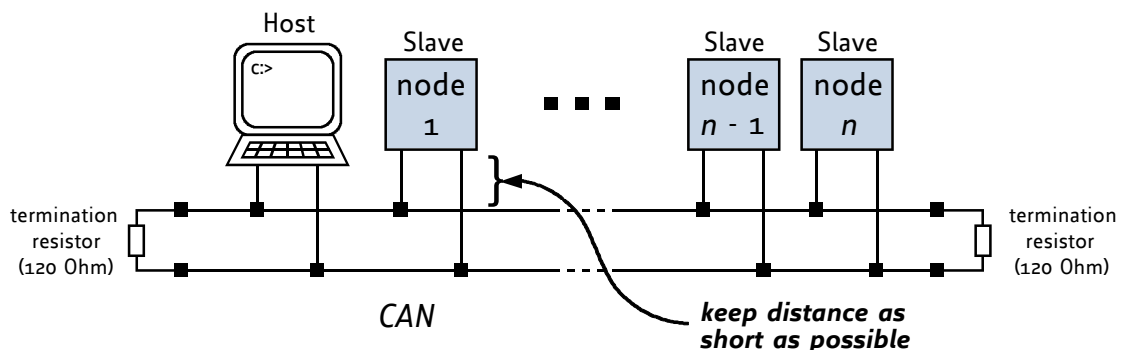 Host
C:>
Slave
node
1
Slave
node
n - 1
Slave
node
n
termination
resistor
(120 Ohm)
termination
resistor
(120 Ohm)
CAN
keep distance as
short as possible